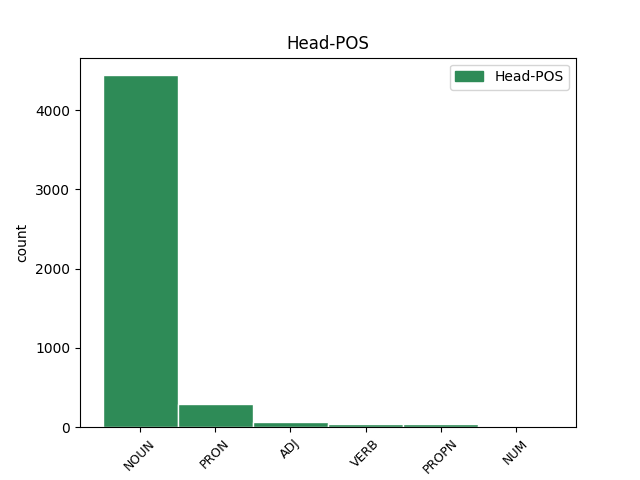 Head-POS
Head-POS
count
4000
3000
2000
1000
0
NOUN
PRON
ADJ
VERB
PROPN
NUM